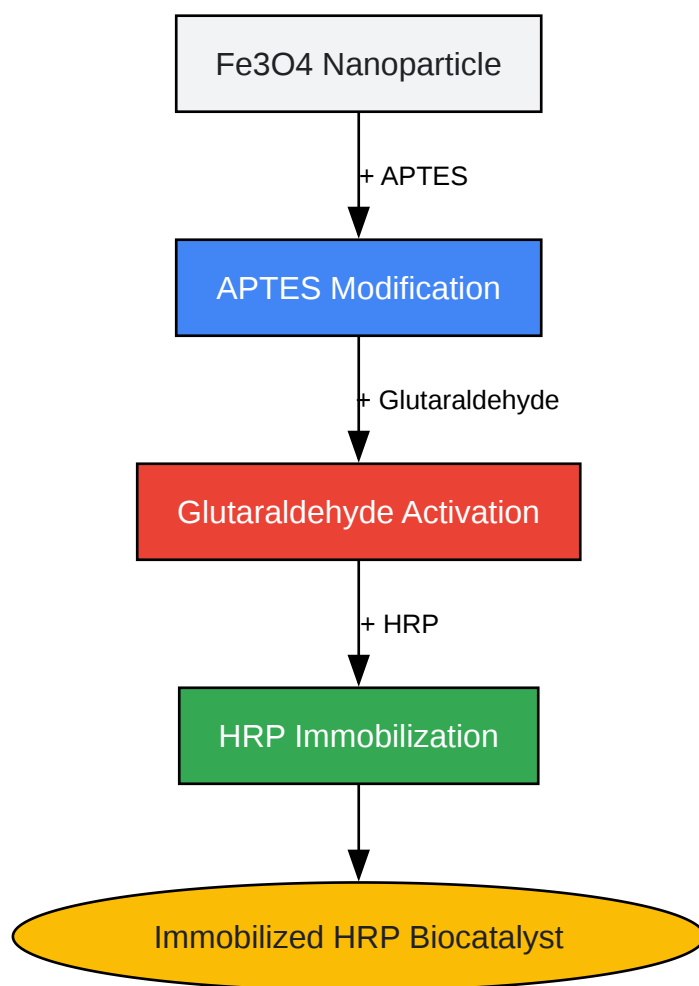 Fe3O4 Nanoparticle
+ APTES
APTES Modification
+ Glutaraldehyde
Glutaraldehyde Activation
+ HRP
HRP Immobilization
Immobilized HRP Biocatalyst